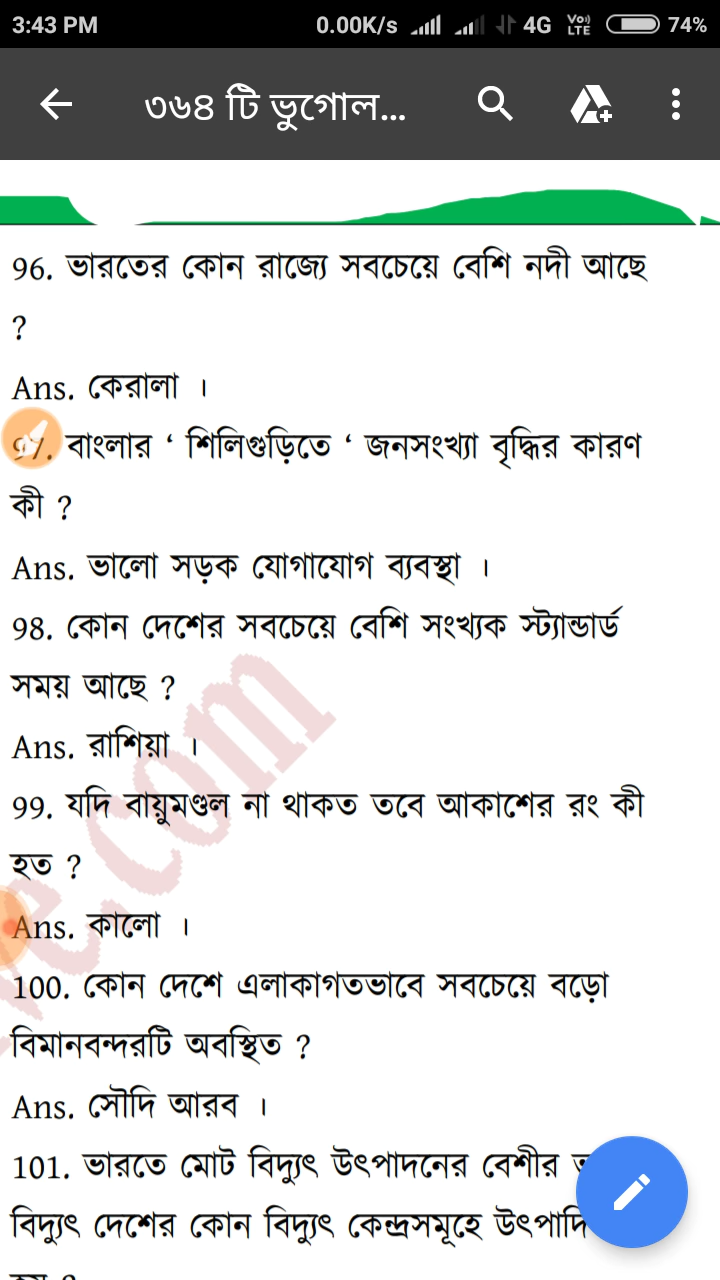 3:43 PM 0.00K/s 4G VoLTE 74%
৩৬৪ টি ভুগোল...
96. ভারতের কোন রাজ্যে সবচেয়ে বেশি নদী আছে
?
Ans. কেরালা ।
97. বাংলার ‘ শিলিগুড়িতে ‘ জনসংখ্যা বৃদ্ধির কারণ
কী ?
Ans. ভালো সড়ক যোগাযোগ ব্যবস্থা ।
98. কোন দেশের সবচেয়ে বেশি সংখ্যক স্ট্যান্ডার্ড
সময় আছে ?
Ans. রাশিয়া ।
99. যদি বায়ুমণ্ডল না থাকত তবে আকাশের রং কী
হত ?
Ans. কালো ।
100. কোন দেশে এলাকাগতভাবে সবচেয়ে বড়ো
বিমানবন্দরটি অবস্থিত ?
Ans. সৌদি আরব ।
101. ভারতে মোট বিদ্যুৎ উৎপাদনের বেশীর
বিদ্যুৎ দেশের কোন বিদ্যুৎ কেন্দ্রসমূহে